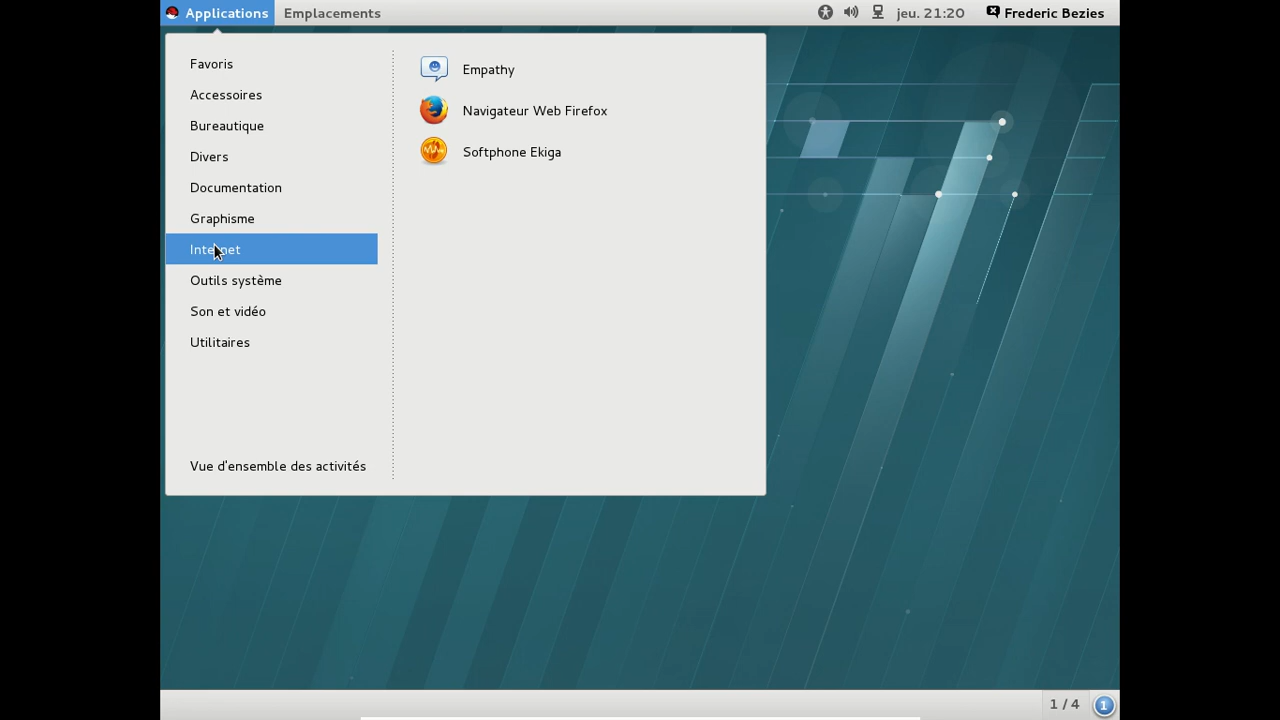 Applications Emplacements jeu. 21:20 Frederic Bezies
Favoris
Accessoires
Bureautique
Divers
Documentation
Graphisme
Internet
Outils système
Son et vidéo
Utilitaires
Vue d'ensemble des activités
Empathy
Navigateur Web Firefox
Softphone Ekiga
1 / 4 1